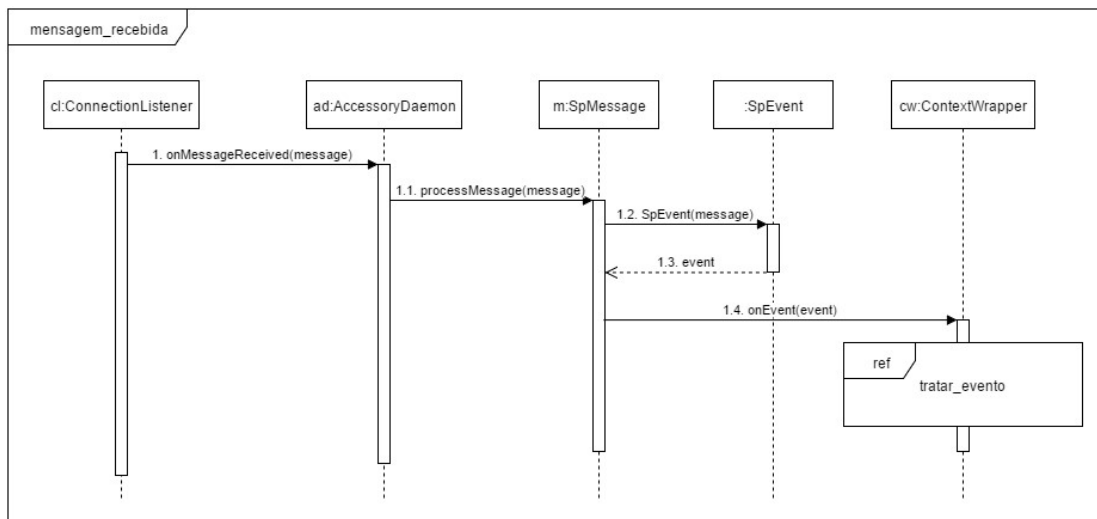 mensagem_recebida
cl:ConnectionListener
ad:AccessoryDaemon
m:SpMessage
:SpEvent
cw:ContextWrapper
1. onMessageReceived(message)
1.1. processMessage(message)
1.2. SpEvent(message)
1.3. event
1.4. onEvent(event)
ref
tratar_evento